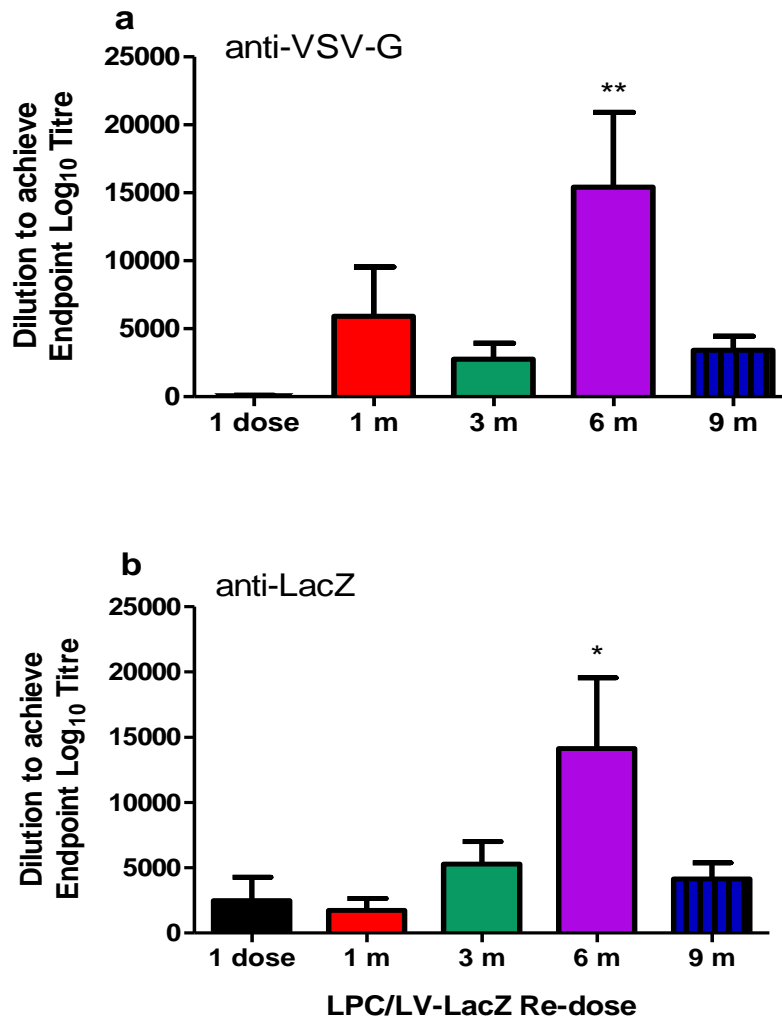 a
anti-VSV-G
Dilution to achieve
Endpoint Log10 Titre
25000
20000
15000
10000
5000
0
**
1 dose 1 m 3 m 6 m 9 m
b
anti-LacZ
Dilution to achieve
Endpoint Log10 Titre
25000
20000
15000
10000
5000
0
*
1 dose 1 m 3 m 6 m 9 m
LPC/LV-LacZ Re-dose